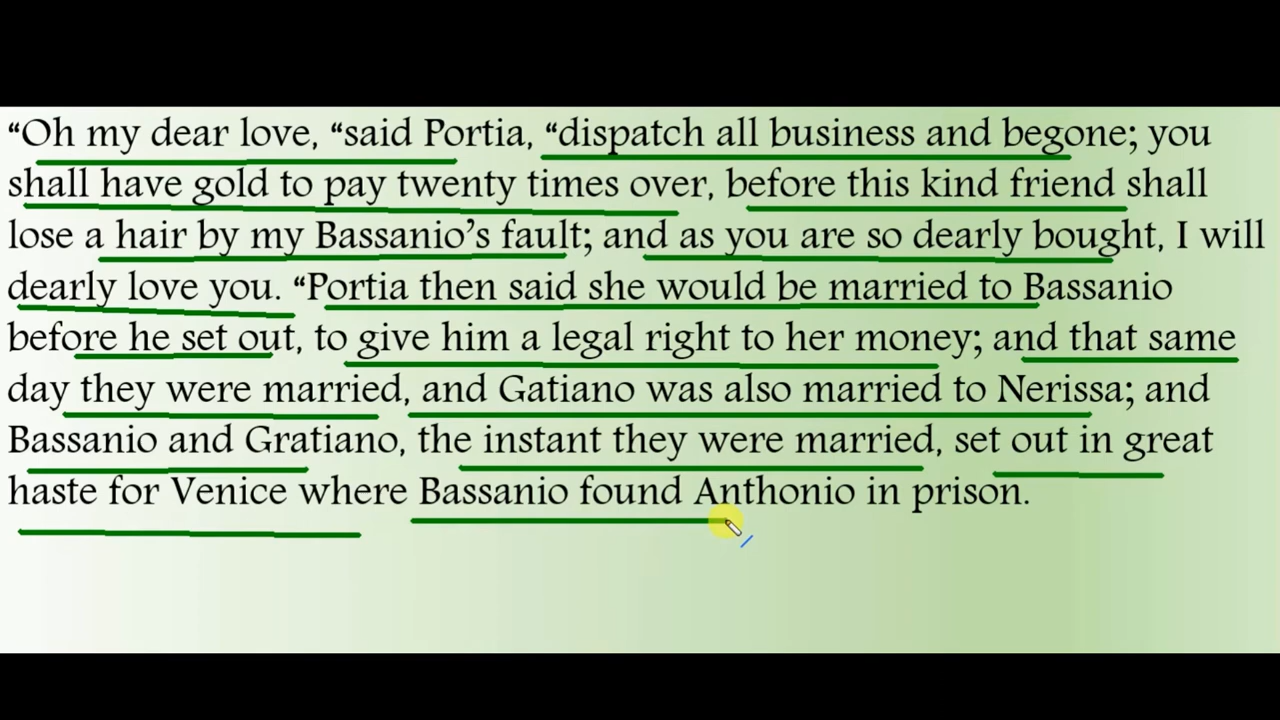 “Oh my dear love, “said Portia, “dispatch all business and begone; you
shall have gold to pay twenty times over, before this kind friend shall
lose a hair by my Bassanio’s fault; and as you are so dearly bought, I will
dearly love you. “Portia then said she would be married to Bassanio
before he set out, to give him a legal right to her money; and that same
day they were married, and Gatiano was also married to Nerissa; and
Bassanio and Gratiano, the instant they were married, set out in great
haste for Venice where Bassanio found Anthonio in prison.